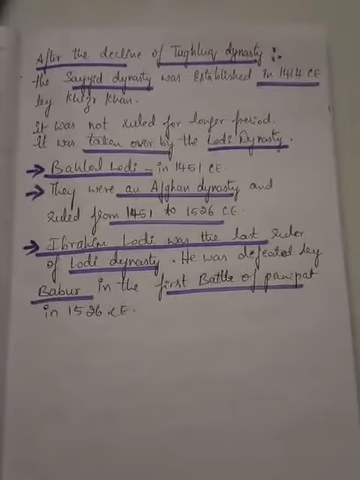 After the decline of Tughluq dynasty :
The Sayyid dynasty was established in 1414 CE
by Khizr Khan.
It was not ruled for longer period.
It was taken over by the Lodi Dynasty.
→ Bahlol Lodi - in 1451 CE.
→ They were an Afghan dynasty and
ruled from 1451 to 1526 CE.
→ Ibrahim Lodi was the last ruler
of Lodi dynasty. He was defeated by
Babur in the first Battle of panipat
in 1526 CE.